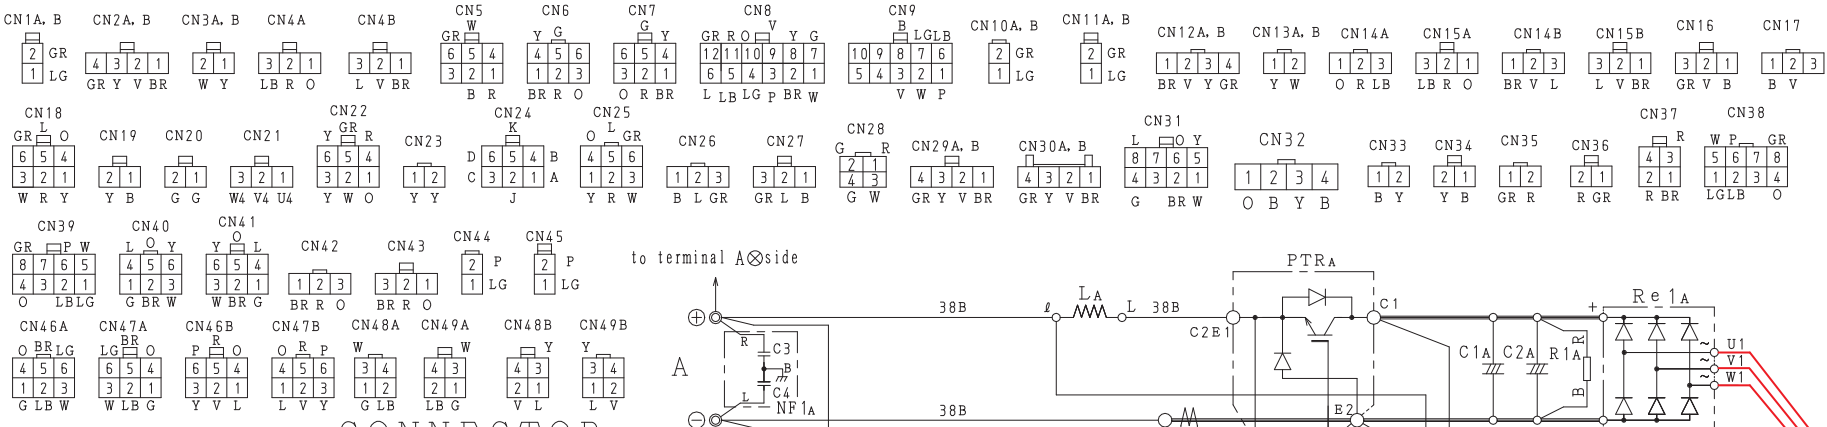 CN1A, B CN2A, B CN3A, B CN4A CN4B CN5 CN6 CN7 CN8 CN9 CN10A, B CN11A, B CN12A, B CN13A, B CN14A CN15A CN14B CN15B CN16 CN17
W G G V B
GR Y Y GR R O Y G LG LB
2 GR 4 3 2 1 2 1 3 2 1 3 2 1 6 5 4 4 5 6 6 5 4 12 11 10 9 8 7 10 9 8 7 6 2 GR 2 GR 1 2 3 4 1 2 1 2 3 3 2 1 1 2 3 3 2 1 3 2 1 1 2 3
1 LG 3 2 1 1 2 3 3 2 1 6 5 4 3 2 1 5 4 3 2 1 1 LG 1 LG
GR Y V BR W Y LB R O L V BR B R BR R O O R BR L LB LG P BR W V W P BR V Y GR Y W O R LB LB R O BR V L L V BR GR V B B V
CN18 CN19 CN20 CN21 CN22 CN23 CN24 CN25 CN26 CN27 CN28 CN29A, B CN30A, B CN31 CN32 CN33 CN34 CN35 CN36 CN37 CN38
GR L O Y GR R K O L GR G R L O Y R W P GR
6 5 4 6 5 4 D 6 5 4 B 4 5 6 2 1 8 7 6 5 4 3 5 6 7 8
3 2 1 2 1 2 1 3 2 1 3 2 1 1 2 C 3 2 1 A 1 2 3 1 2 3 3 2 1 4 3 4 3 2 1 4 3 2 1 4 3 2 1 1 2 3 4 1 2 2 1 1 2 2 1 2 1 1 2 3 4
W R Y Y B G G W4 V4 U4 Y W O Y Y J Y R W B L GR GR L B G W GR Y V BR GR Y V BR G BR W O B Y B B Y Y B GR R R GR R BR LG LB O
CN39 CN40 CN41 CN42 CN43 CN44 CN45
GR P W L O Y Y O L
8 7 6 5 4 5 6 6 5 4 2 P 2 P
4 3 2 1 1 2 3 3 2 1 1 2 3 3 2 1 1 LG 1 LG
O LB LG G BR W W BR G BR R O BR R O
to terminal A⊗side
PTRA
Re1A
⊕ 38B ℓ LA L 38B C2E1 C1 +
CN46A CN47A CN46B CN47B CN48A CN49A CN48B CN49B
O BR LG LG BR O P R O O R P W W Y Y
4 5 6 6 5 4 6 5 4 4 5 6 3 4 4 3 4 3 3 4
1 2 3 3 2 1 3 2 1 1 2 3 1 2 2 1 2 1 1 2
G LB W W LB G Y V L L V Y G LB LB G V L L V
A
R C3
B
C4
L NF1A
C1A C2A R1A
R
B
~ U1
~ V1
~ W1
⊖ 38B E2
CONNECTOR